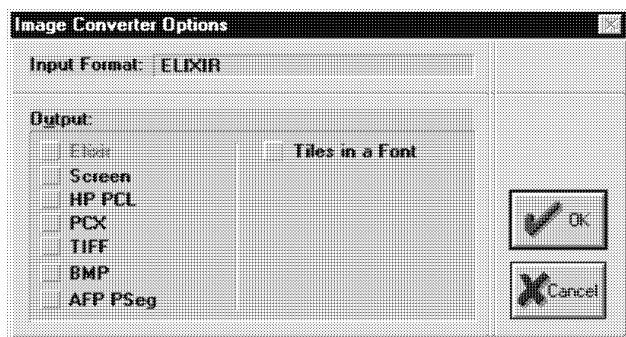 Image Converter Options
Input Format: ELIXIR
Output:
Elixir
Tiles in a Font
Screen
HP PCL
PCX
TIFF
BMP
AFP PSeg
OK
Cancel